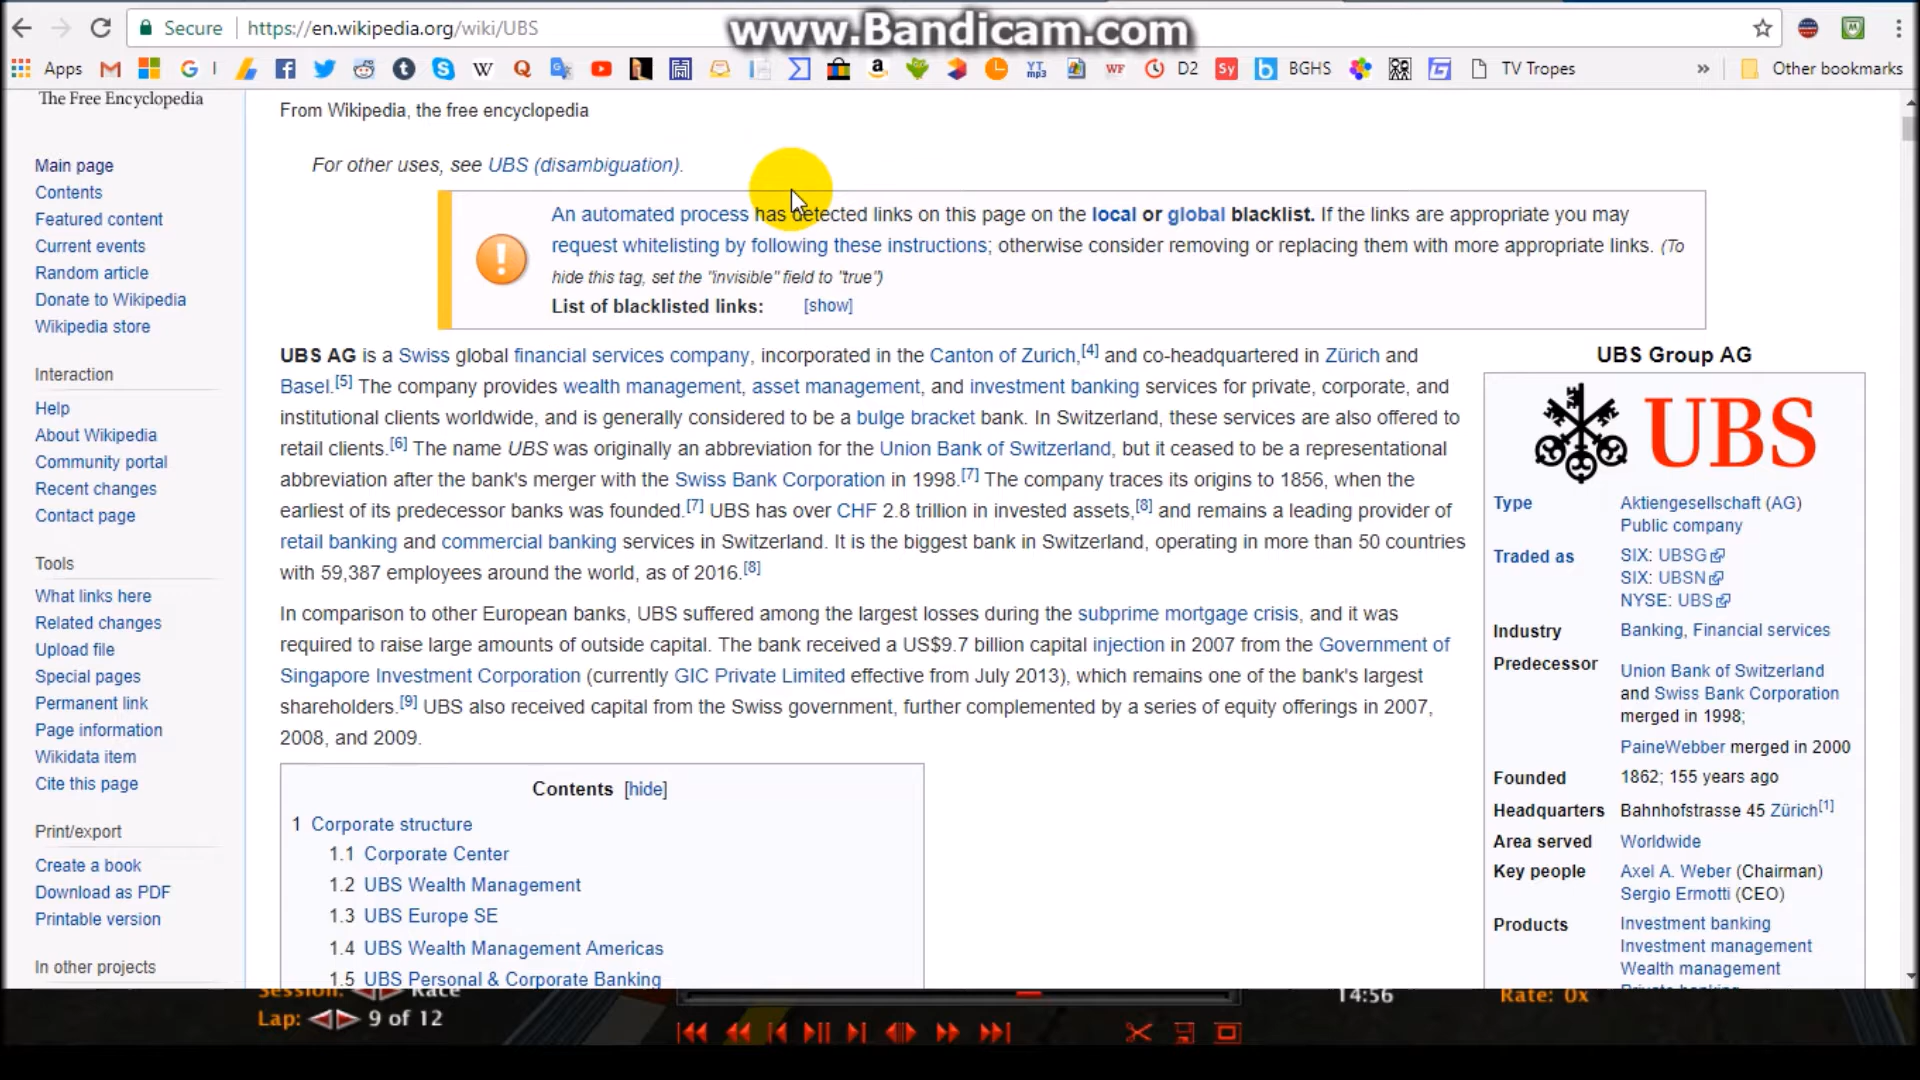 www.Bandicam.com
Secure https://en.wikipedia.org/wiki/UBS
Apps D2 BGHS TV Tropes » Other bookmarks
The Free Encyclopedia
Main page
Contents
Featured content
Current events
Random article
Donate to Wikipedia
Wikipedia store
Interaction
Help
About Wikipedia
Community portal
Recent changes
Contact page
Tools
What links here
Related changes
Upload file
Special pages
Permanent link
Page information
Wikidata item
Cite this page
Print/export
Create a book
Download as PDF
Printable version
In other projects
From Wikipedia, the free encyclopedia
For other uses, see UBS (disambiguation).
An automated process has detected links on this page on the local or global blacklist. If the links are appropriate you may
request whitelisting by following these instructions; otherwise consider removing or replacing them with more appropriate links. (To
hide this tag, set the "invisible" field to "true")
List of blacklisted links: [show]
UBS AG is a Swiss global financial services company, incorporated in the Canton of Zurich,[4] and co-headquartered in Zürich and
Basel.[5] The company provides wealth management, asset management, and investment banking services for private, corporate, and
institutional clients worldwide, and is generally considered to be a bulge bracket bank. In Switzerland, these services are also offered to
retail clients.[6] The name UBS was originally an abbreviation for the Union Bank of Switzerland, but it ceased to be a representational
abbreviation after the bank's merger with the Swiss Bank Corporation in 1998.[7] The company traces its origins to 1856, when the
earliest of its predecessor banks was founded.[7] UBS has over CHF 2.8 trillion in invested assets,[8] and remains a leading provider of
retail banking and commercial banking services in Switzerland. It is the biggest bank in Switzerland, operating in more than 50 countries
with 59,387 employees around the world, as of 2016.[8]
In comparison to other European banks, UBS suffered among the largest losses during the subprime mortgage crisis, and it was
required to raise large amounts of outside capital. The bank received a US$9.7 billion capital injection in 2007 from the Government of
Singapore Investment Corporation (currently GIC Private Limited effective from July 2013), which remains one of the bank's largest
shareholders.[9] UBS also received capital from the Swiss government, further complemented by a series of equity offerings in 2007,
2008, and 2009.
Contents [hide]
1 Corporate structure
1.1 Corporate Center
1.2 UBS Wealth Management
1.3 UBS Europe SE
1.4 UBS Wealth Management Americas
1.5 UBS Personal & Corporate Banking
UBS Group AG
UBS
Type Aktiengesellschaft (AG)
Public company
Traded as SIX: UBSG
SIX: UBSN
NYSE: UBS
Industry Banking, Financial services
Predecessor Union Bank of Switzerland
and Swiss Bank Corporation
merged in 1998;
PaineWebber merged in 2000
Founded 1862; 155 years ago
Headquarters Bahnhofstrasse 45 Zürich[1]
Area served Worldwide
Key people Axel A. Weber (Chairman)
Sergio Ermotti (CEO)
Products Investment banking
Investment management
Wealth management
Session: Race
Lap: 9 of 12
14:56
Rate: 0x